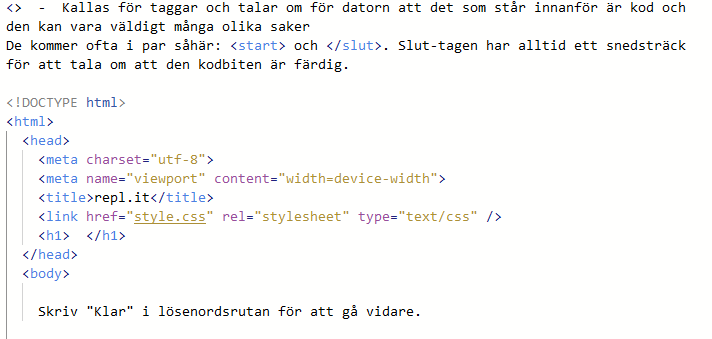 <>  -  Kallas för taggar och talar om för datorn att det som står innanför är kod och
den kan vara väldigt många olika saker
De kommer ofta i par såhär: <start> och </slut>. Slut-tagen har alltid ett snedsträck
för att tala om att den kodbiten är färdig.

<!DOCTYPE html>
<html>
  <head>
    <meta charset="utf-8">
    <meta name="viewport" content="width=device-width">
    <title>repl.it</title>
    <link href="style.css" rel="stylesheet" type="text/css" />
    <h1>  </h1>
  </head>
  <body>

    Skriv "Klar" i lösenordsrutan för att gå vidare.